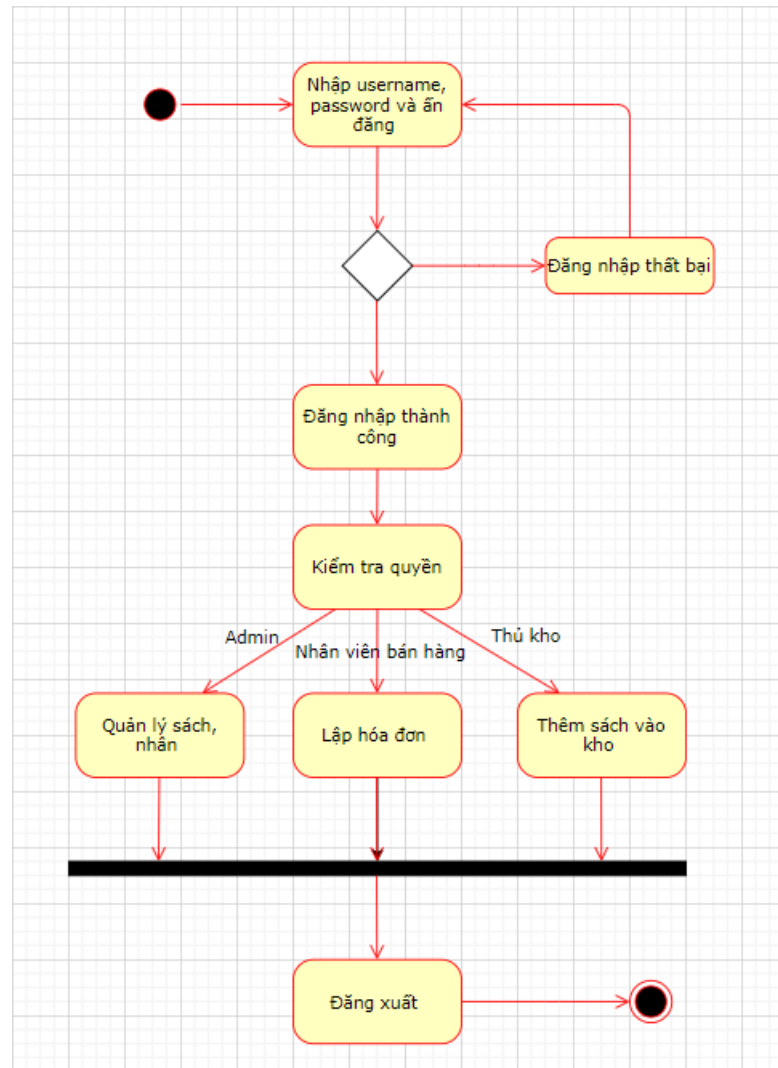 Nhập username,
password và ấn
đăng
Đăng nhập thất bại
Đăng nhập thành
công
Kiểm tra quyền
Admin
Nhân viên bán hàng
Thủ kho
Quản lý sách,
nhân
Lập hóa đơn
Thêm sách vào
kho
Đăng xuất